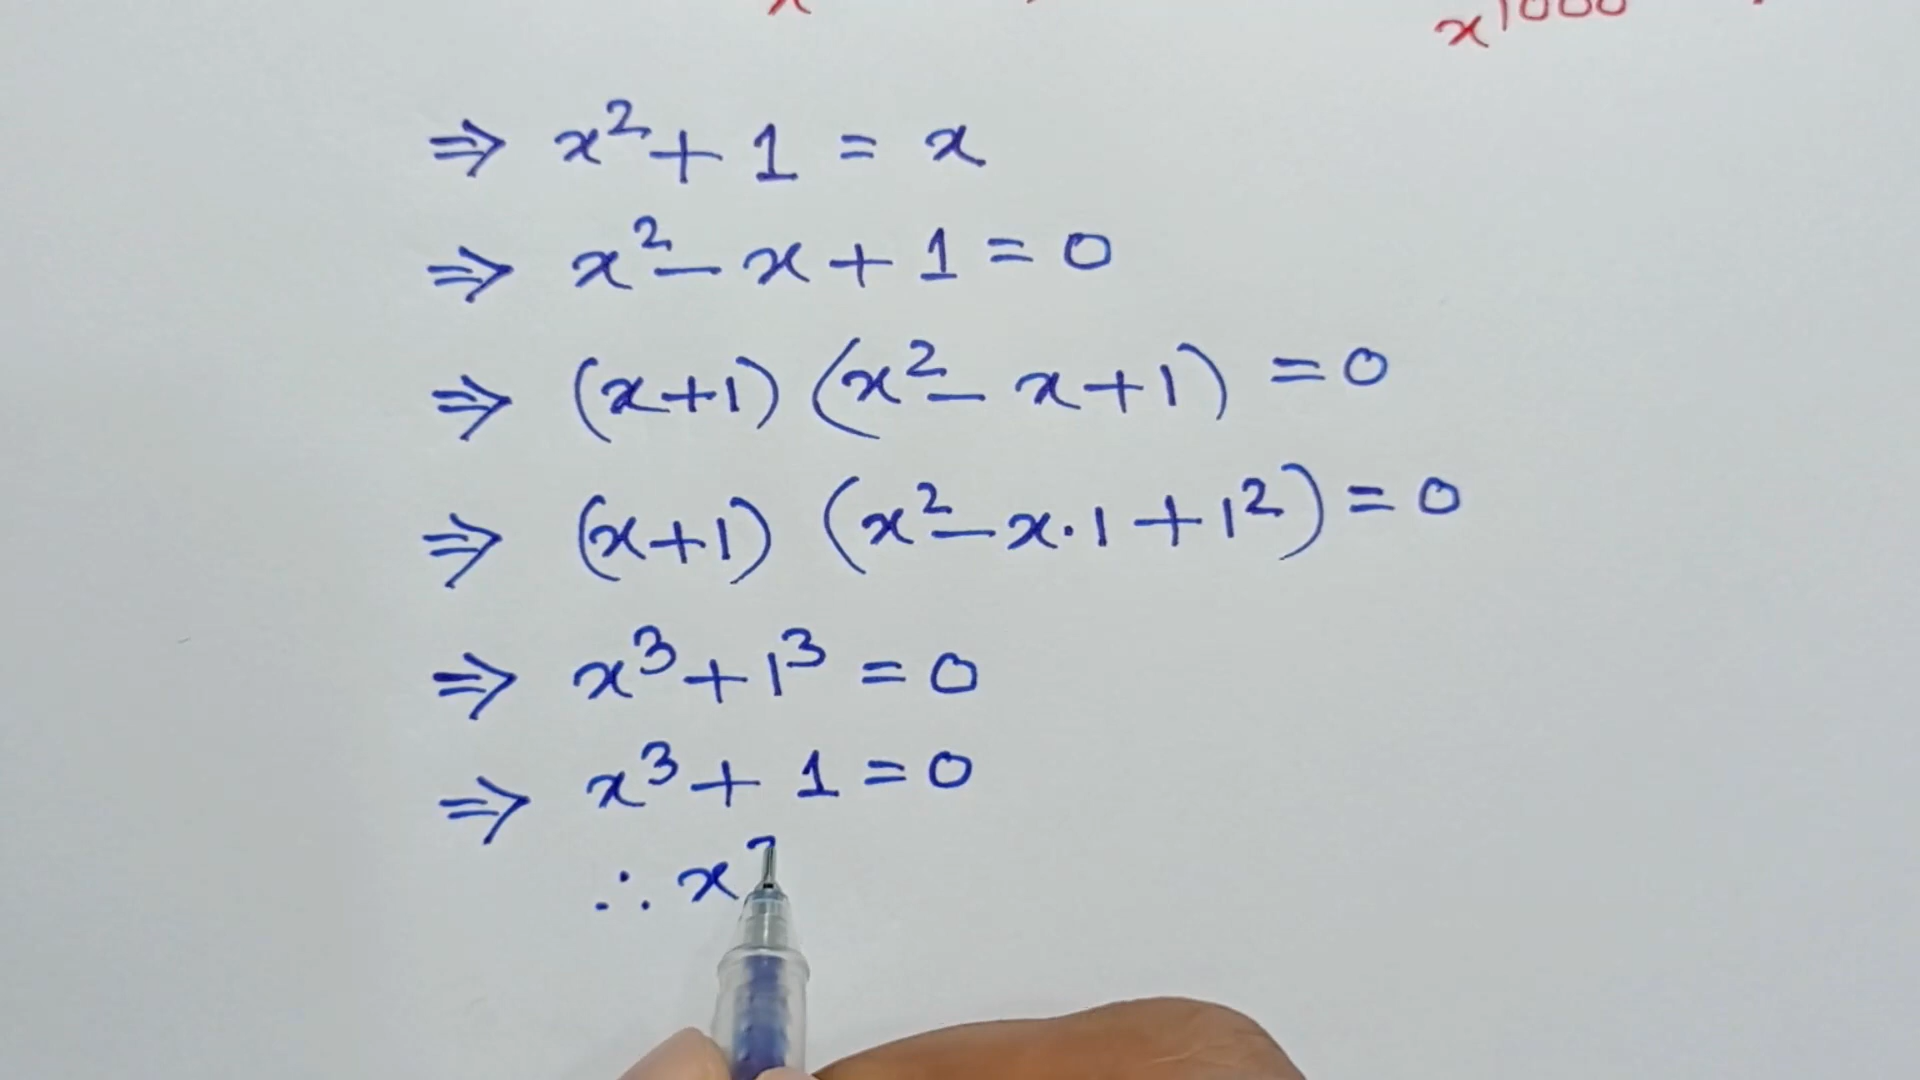 x¹⁰⁰⁰
⇒ x² + 1 = x
⇒ x² - x + 1 = 0
⇒ (x+1) (x² - x + 1) = 0
⇒ (x+1) (x² - x·1 + 1²) = 0
⇒ x³ + 1³ = 0
⇒ x³ + 1 = 0
∴ x